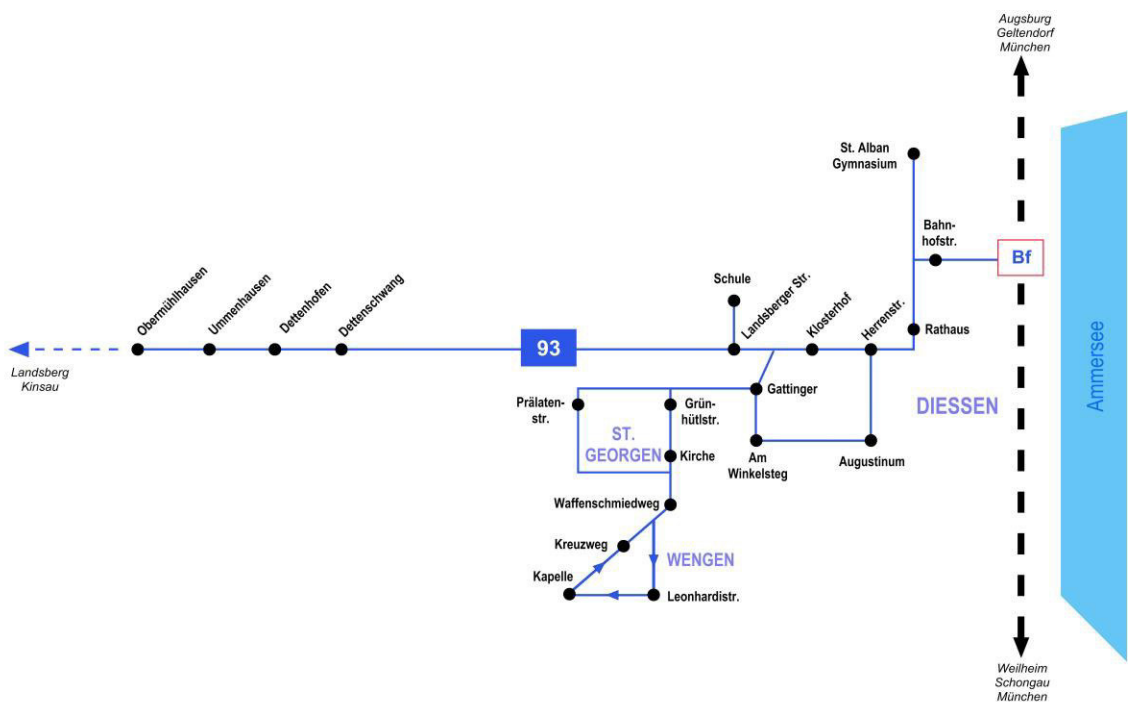 Augsburg
Geltendorf
München
St. Alban
Gymnasium
Bahn-
hofstr.
Bf
Obermühlhausen
Ummenhausen
Dettenhofen
Dettenschwang
Schule
Landsberger Str.
Klosterhof
Herrenstr.
Rathaus
93
Landsberg
Kinsau
Gattinger
Prälaten-
str.
Grün-
hütlstr.
DIESSEN
Ammersee
ST.
GEORGEN
Kirche
Am
Winkelsteg
Augustinum
Waffenschmiedweg
Kreuzweg
WENGEN
Kapelle
Leonhardistr.
Weilheim
Schongau
München